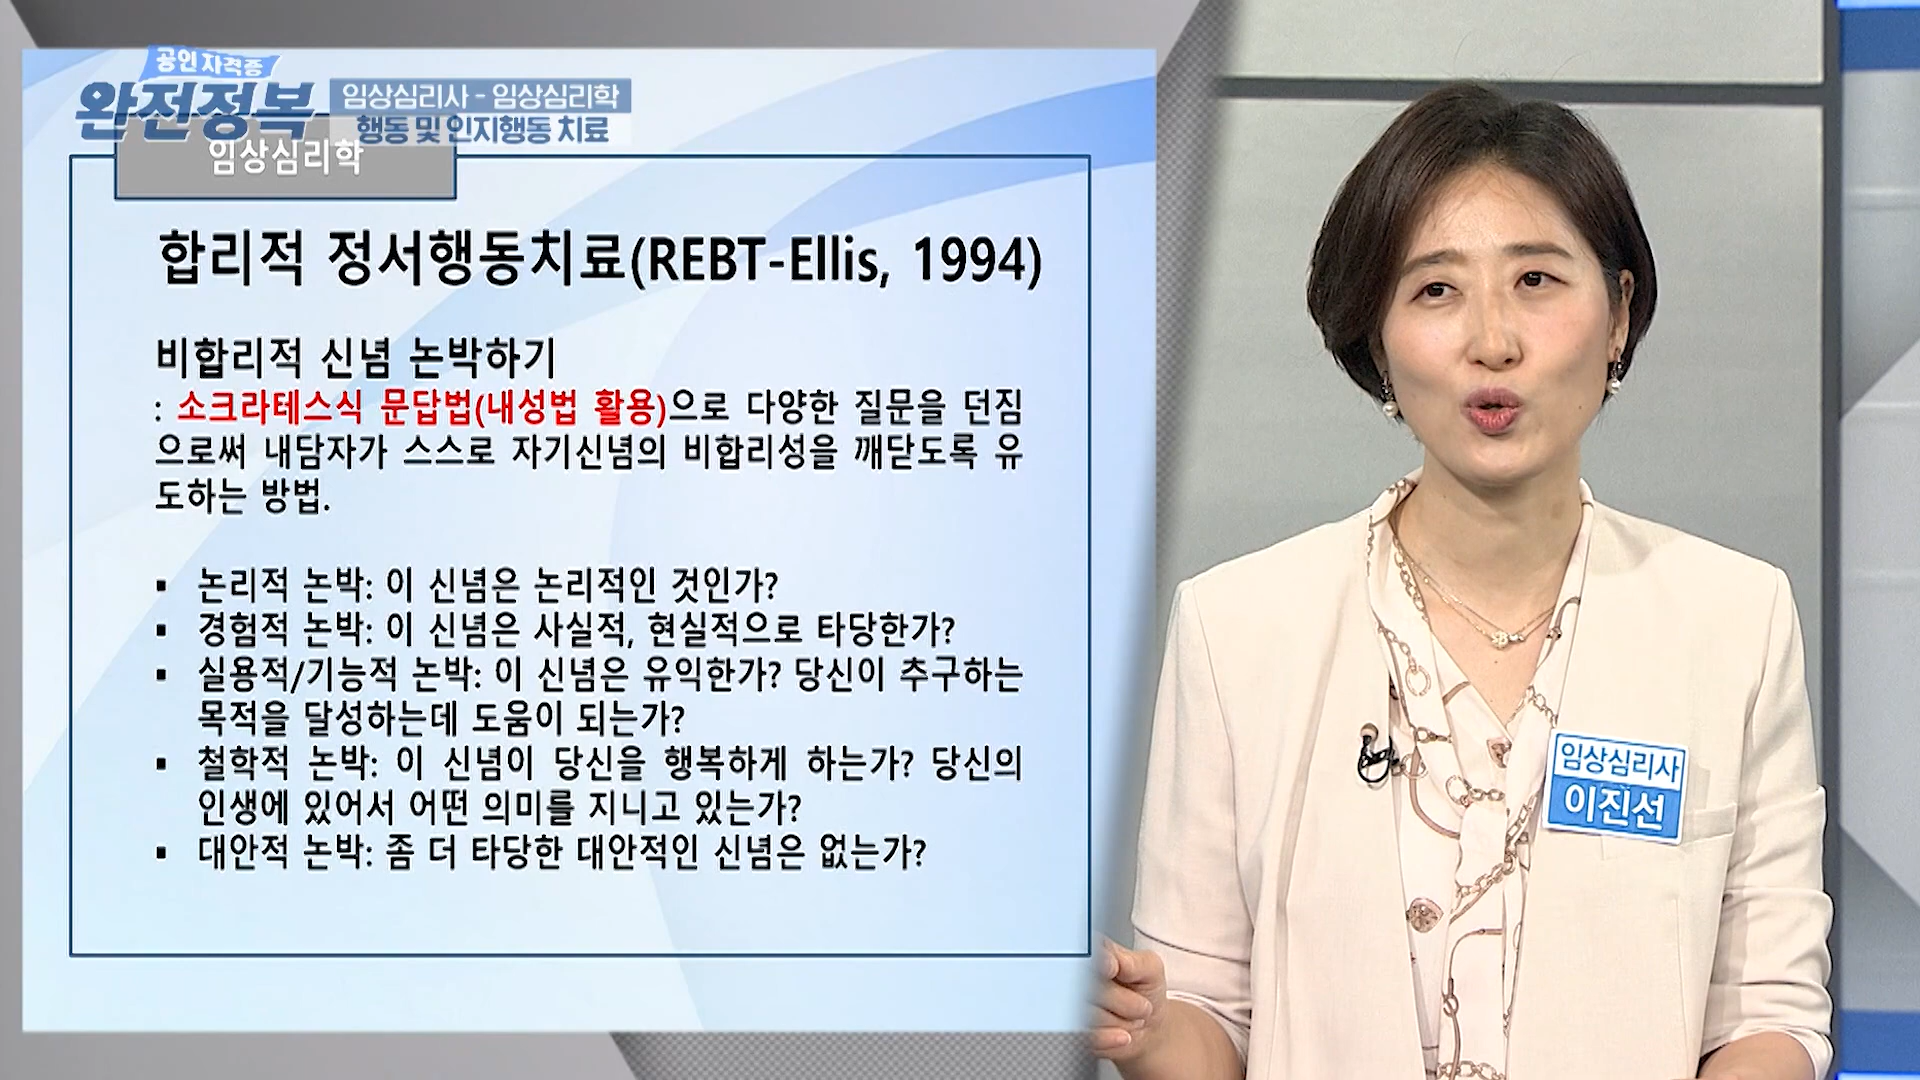 공인 자격증
완전정복
임상심리사 - 임상심리학
행동 및 인지행동 치료
임상심리학
합리적 정서행동치료(REBT-Ellis, 1994)
비합리적 신념 논박하기
: 소크라테스식 문답법(내성법 활용)으로 다양한 질문을 던짐
으로써 내담자가 스스로 자기신념의 비합리성을 깨닫도록 유
도하는 방법.
▪ 논리적 논박: 이 신념은 논리적인 것인가?
▪ 경험적 논박: 이 신념은 사실적, 현실적으로 타당한가?
▪ 실용적/기능적 논박: 이 신념은 유익한가? 당신이 추구하는
목적을 달성하는데 도움이 되는가?
▪ 철학적 논박: 이 신념이 당신을 행복하게 하는가? 당신의
인생에 있어서 어떤 의미를 지니고 있는가?
▪ 대안적 논박: 좀 더 타당한 대안적인 신념은 없는가?
임상심리사
이진선